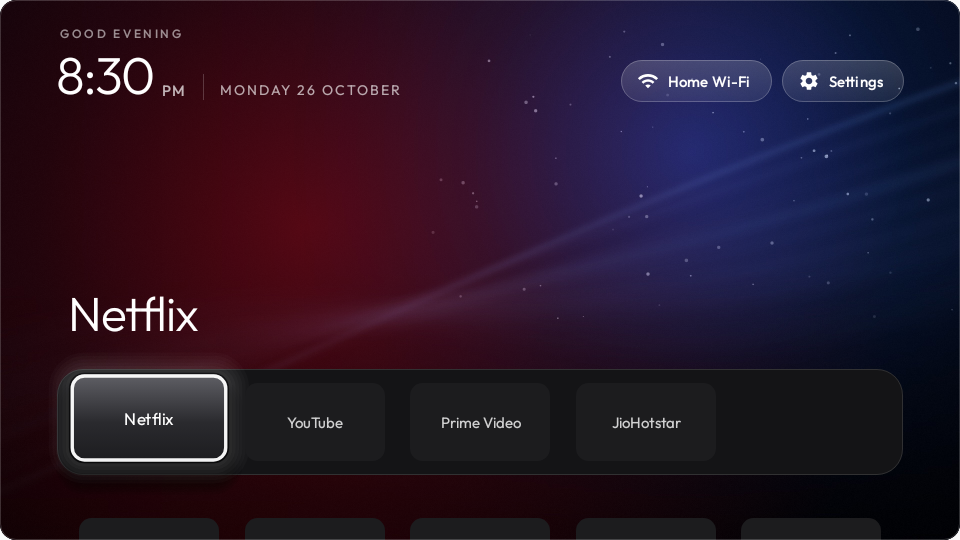 GOOD EVENING
8:30 PM
MONDAY 26 OCTOBER
Home Wi-Fi
Settings
Netflix
Netflix
YouTube
Prime Video
JioHotstar